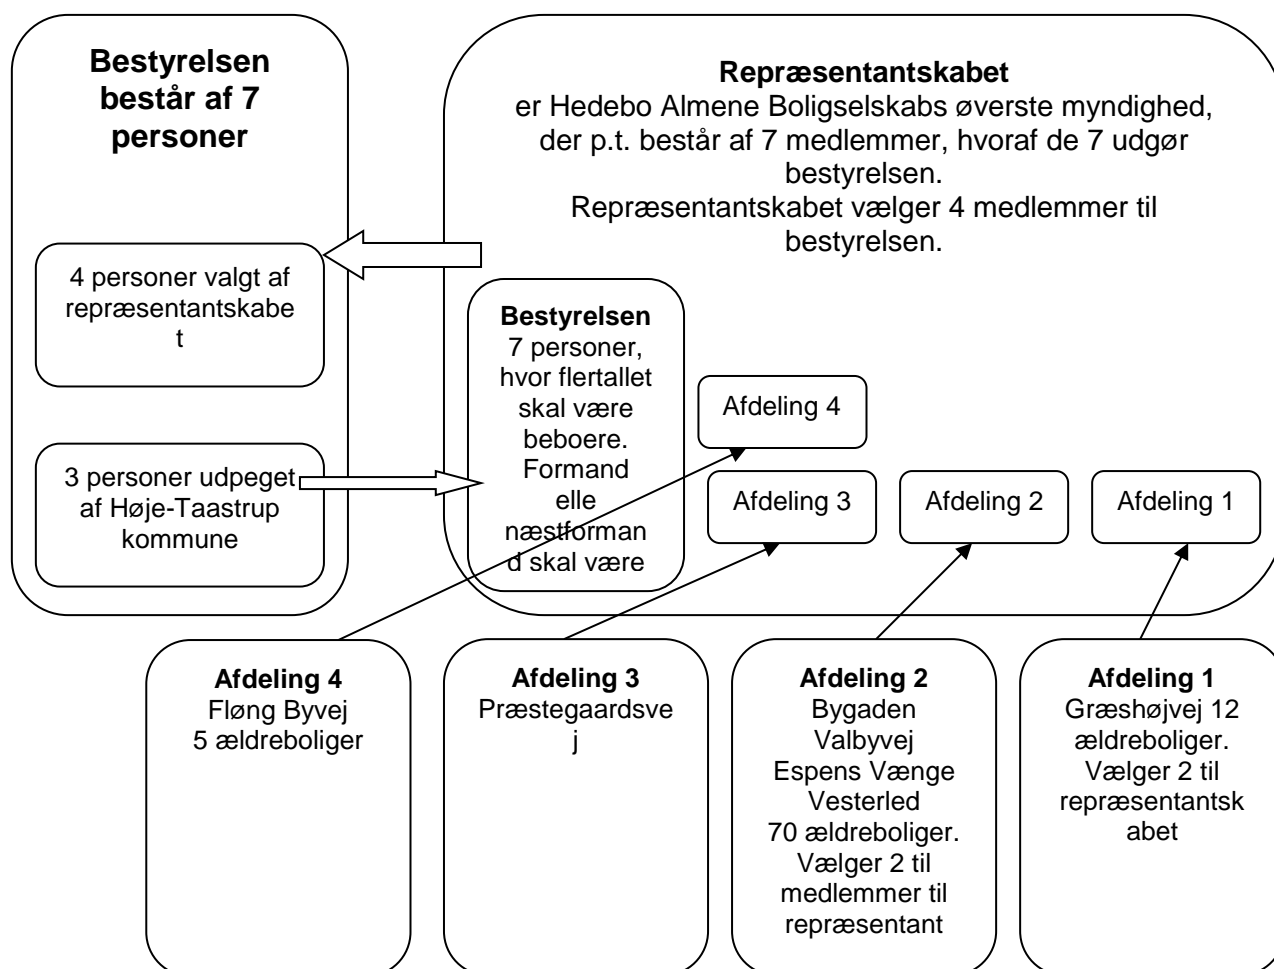 Bestyrelsen
består af 7
personer
4 personer valgt af
repræsentantskabe
t
3 personer udpeget
af Høje-Taastrup
kommune
Repræsentantskabet
er Hedebo Almene Boligselskabs øverste myndighed,
der p.t. består af 7 medlemmer, hvoraf de 7 udgør
bestyrelsen.
Repræsentantskabet vælger 4 medlemmer til
bestyrelsen.
Bestyrelsen
7 personer,
hvor flertallet
skal være
beboere.
Formand
elle
næstforman
d skal være
Afdeling 4
Afdeling 3
Afdeling 2
Afdeling 1
Afdeling 4
Fløng Byvej
5 ældreboliger
Afdeling 3
Præstegaardsve
j
Afdeling 2
Bygaden
Valbyvej
Espens Vænge
Vesterled
70 ældreboliger.
Vælger 2 til
medlemmer til
repræsentant
Afdeling 1
Græshøjvej 12
ældreboliger.
Vælger 2 til
repræsentantsk
abet